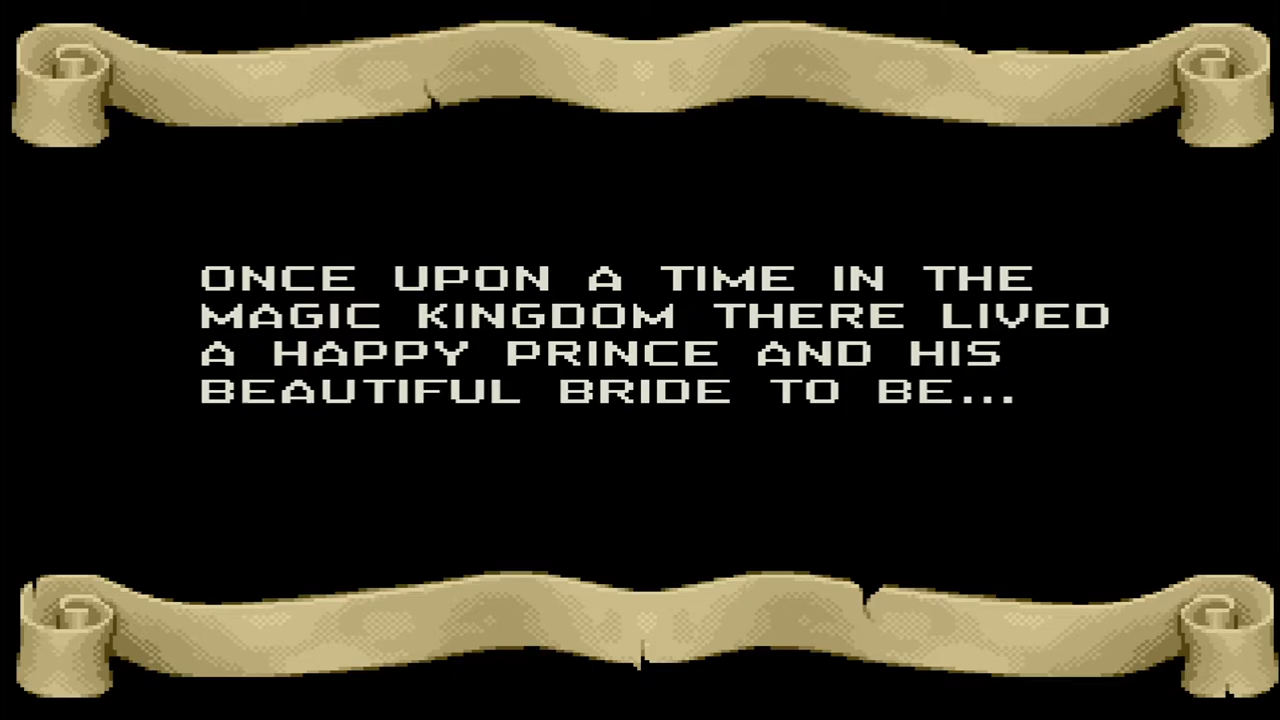 ONCE UPON A TIME IN THE
MAGIC KINGDOM THERE LIVED
A HAPPY PRINCE AND HIS
BEAUTIFUL BRIDE TO BE...